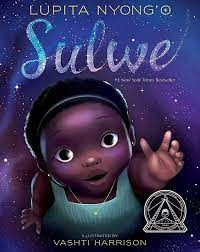 LUPITA NYONG'O
Sulwe
#1 New York Times Bestseller
ILLUSTRATED BY
VASHTI HARRISON